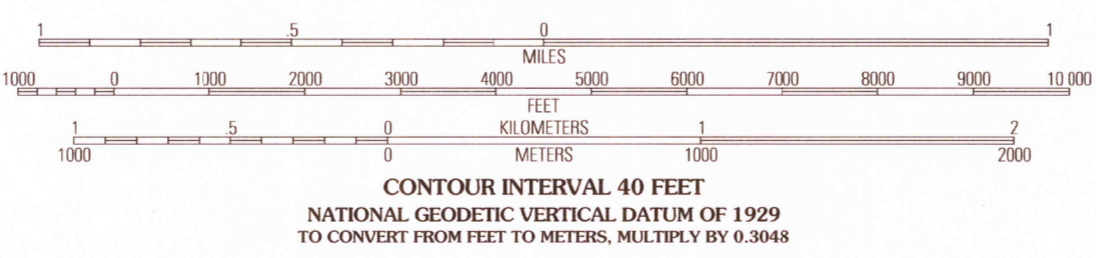 1 .5 0 1
MILES
1000 0 1000 2000 3000 4000 5000 6000 7000 8000 9000 10 000
FEET
1 .5 0 KILOMETERS 1 2
1000 0 METERS 1000 2000
CONTOUR INTERVAL 40 FEET
NATIONAL GEODETIC VERTICAL DATUM OF 1929
TO CONVERT FROM FEET TO METERS, MULTIPLY BY 0.3048